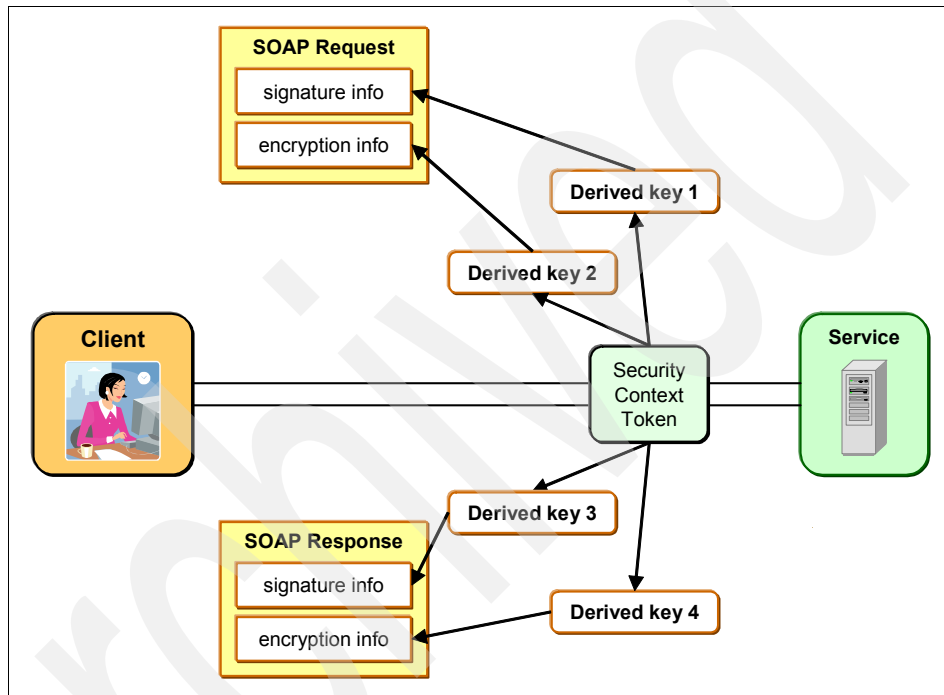 SOAP Request
signature info
encryption info
Derived key 1
Derived key 2
Client
Security
Context
Token
Service
Derived key 3
SOAP Response
signature info
encryption info
Derived key 4
rchived